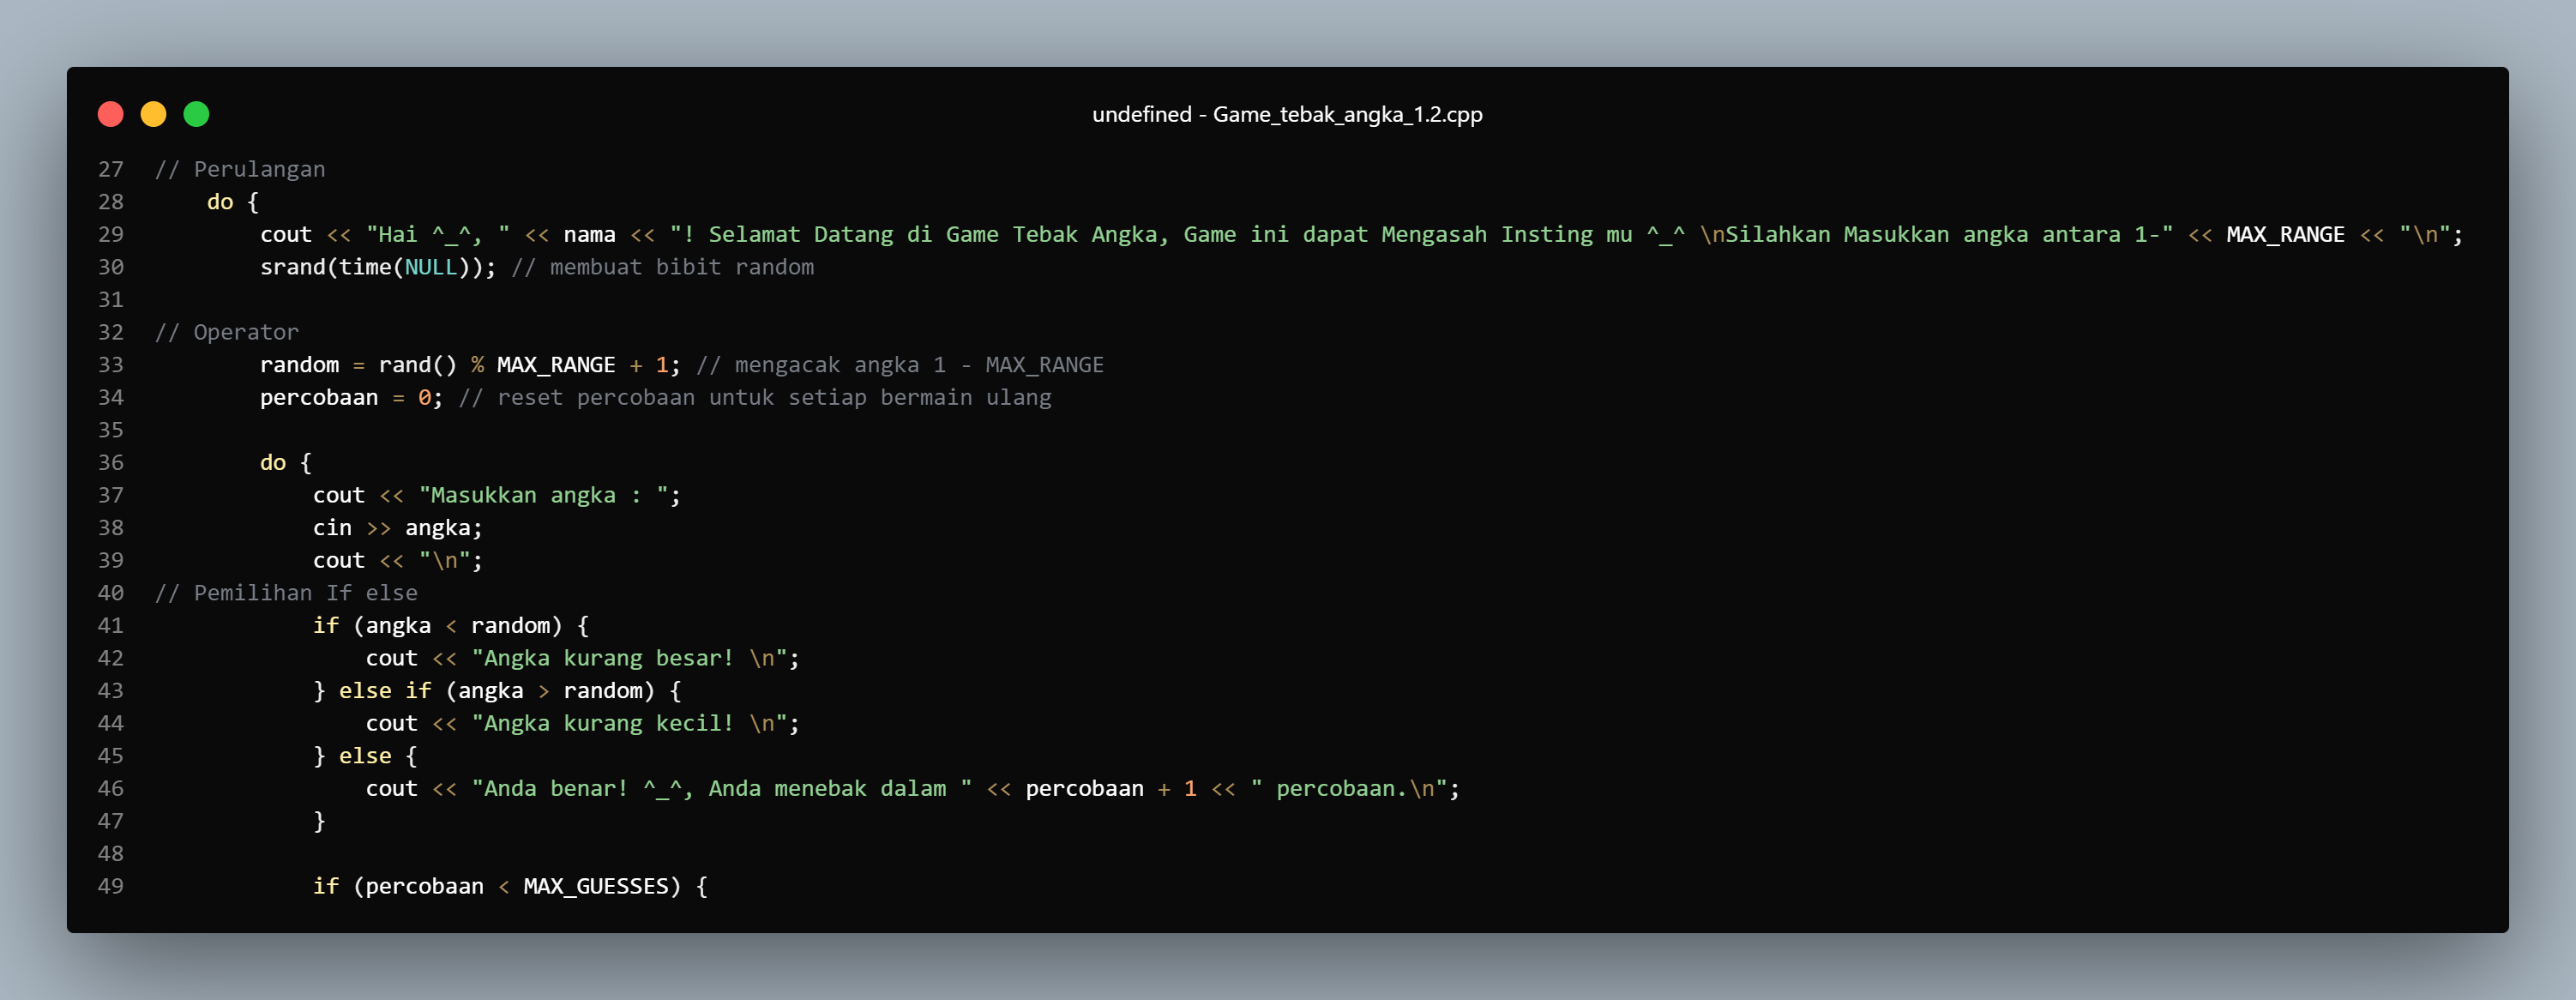 undefined - Game_tebak_angka_1.2.cpp
27 // Perulangan
28     do {
29         cout << "Hai ^_^, " << nama << "! Selamat Datang di Game Tebak Angka, Game ini dapat Mengasah Insting mu ^_^ \nSilahkan Masukkan angka antara 1-" << MAX_RANGE << "\n";
30         srand(time(NULL)); // membuat bibit random
31
32 // Operator
33         random = rand() % MAX_RANGE + 1; // mengacak angka 1 - MAX_RANGE
34         percobaan = 0; // reset percobaan untuk setiap bermain ulang
35
36         do {
37             cout << "Masukkan angka : ";
38             cin >> angka;
39             cout << "\n";
40 // Pemilihan If else
41             if (angka < random) {
42                 cout << "Angka kurang besar! \n";
43             } else if (angka > random) {
44                 cout << "Angka kurang kecil! \n";
45             } else {
46                 cout << "Anda benar! ^_^, Anda menebak dalam " << percobaan + 1 << " percobaan.\n";
47             }
48
49             if (percobaan < MAX_GUESSES) {